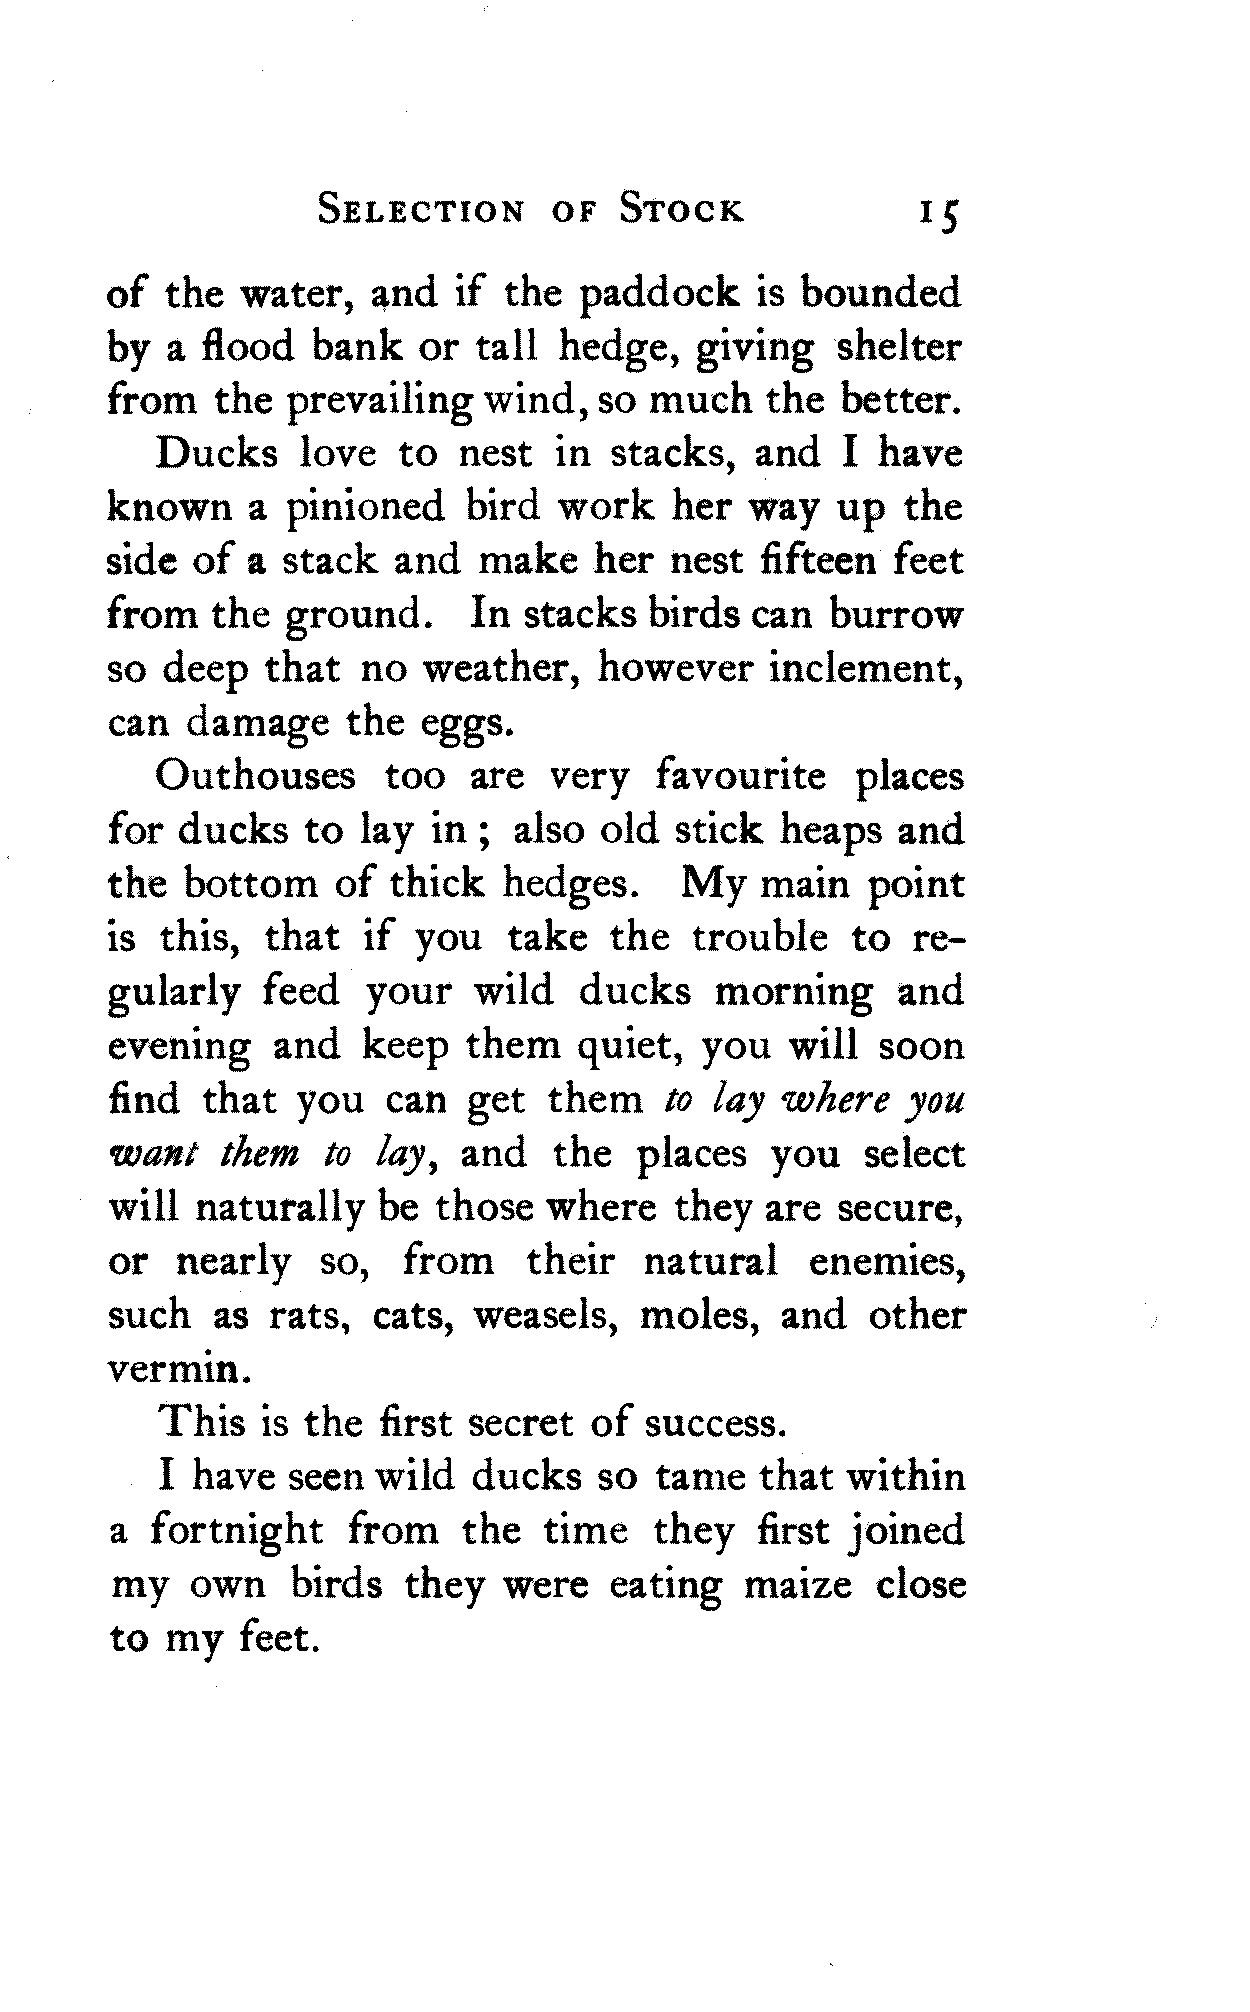 Selection of Stock 15
of the water, and if the paddock is bounded
by a flood bank or tall hedge, giving shelter
from the prevailing wind, so much the better.
Ducks love to nest in stacks, and I have
known a pinioned bird work her way up the
side of a stack and make her nest fifteen feet
from the ground. In stacks birds can burrow
so deep that no weather, however inclement,
can damage the eggs.
Outhouses too are very favourite places
for ducks to lay in ; also old stick heaps and
the bottom of thick hedges. My main point
is this, that if you take the trouble to re-
gularly feed your wild ducks morning and
evening and keep them quiet, you will soon
find that you can get them to lay where you
want them to lay, and the places you select
will naturally be those where they are secure,
or nearly so, from their natural enemies,
such as rats, cats, weasels, moles, and other
vermin.
This is the first secret of success.
I have seen wild ducks so tame that within
a fortnight from the time they first joined
my own birds they were eating maize close
to my feet.